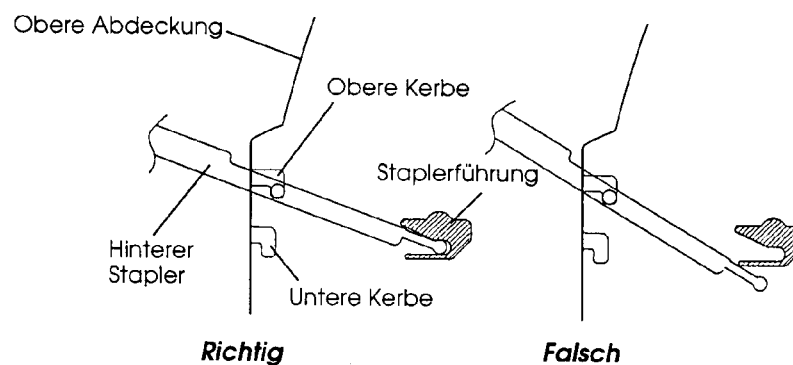 Obere Abdeckung
Obere Kerbe
Staplerführung
Hinterer
Stapler
Untere Kerbe
Richtig
Falsch